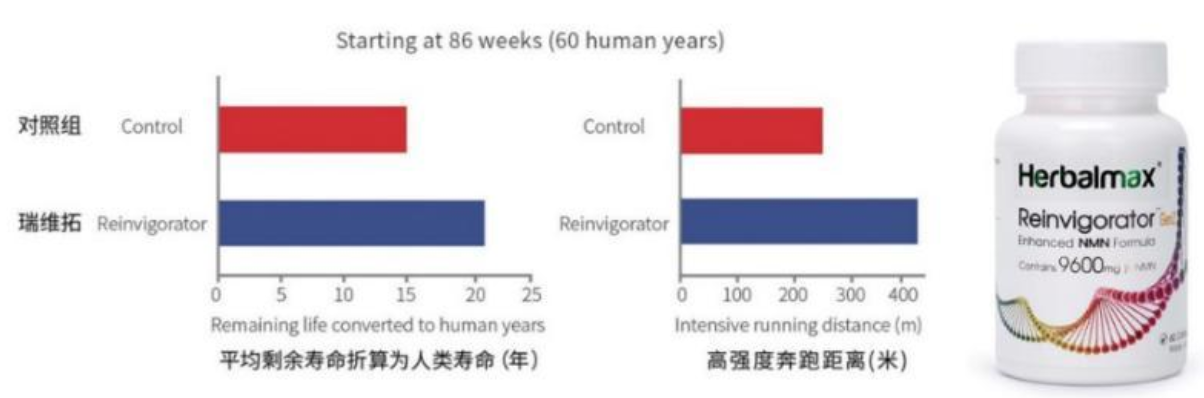 Starting at 86 weeks (60 human years)
对照组 Control
瑞维拓 Reinvigorator
0 5 10 15 20 25
Remaining life converted to human years
平均剩余寿命折算为人类寿命 (年)
Control
Reinvigorator
0 100 200 300 400
Intensive running distance (m)
高强度奔跑距离(米)
Herbalmax
Reinvigorator
Enhanced NMN Formula
Contains 9600mg NMN